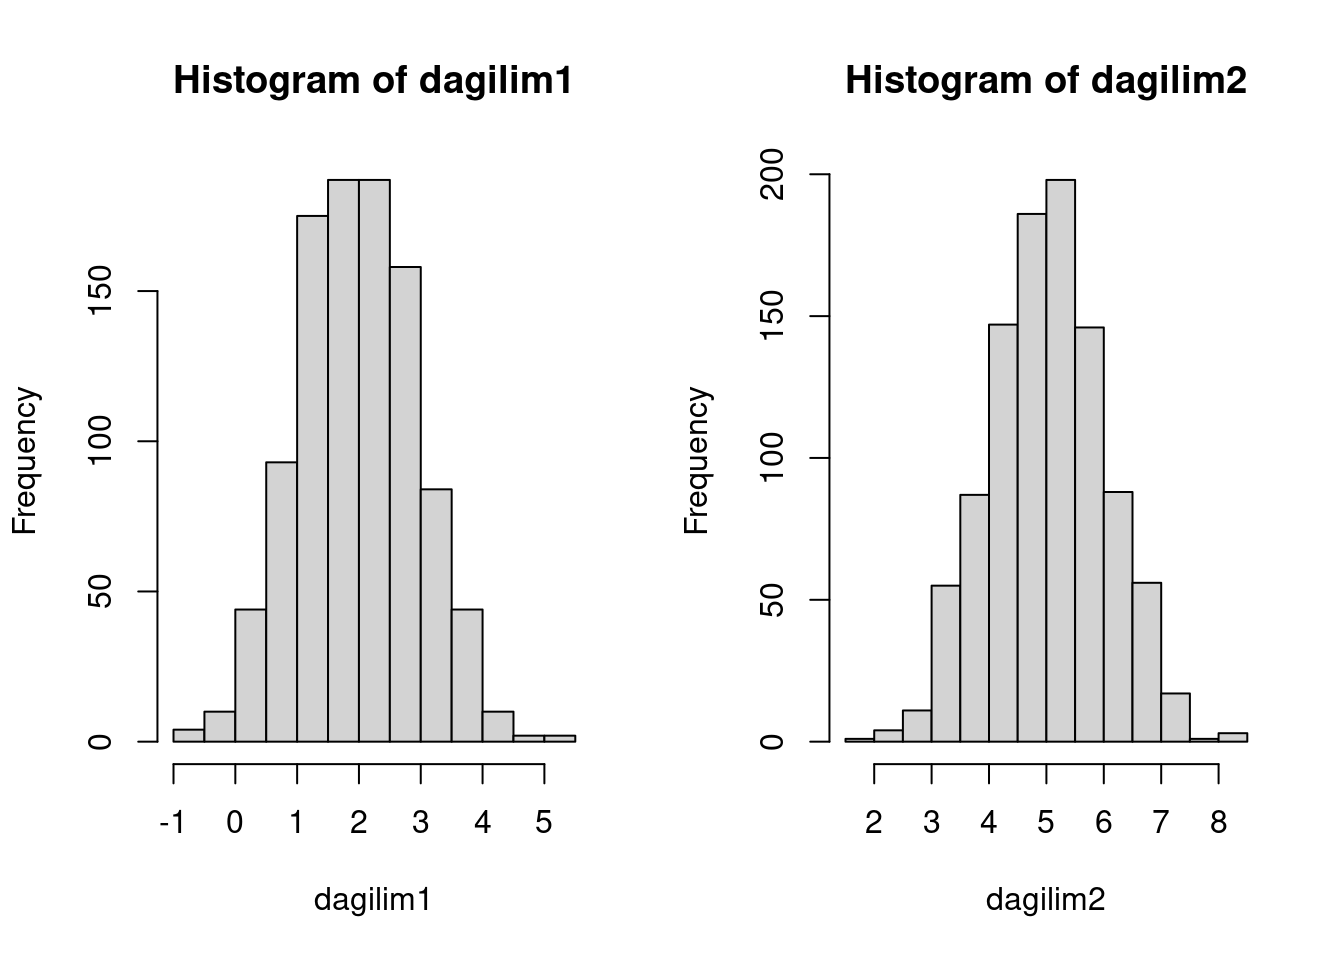 Histogram of dagilim1
Frequency
0 50 100 150
-1 0 1 2 3 4 5
dagilim1
Histogram of dagilim2
Frequency
0 50 100 150 200
2 3 4 5 6 7 8
dagilim2